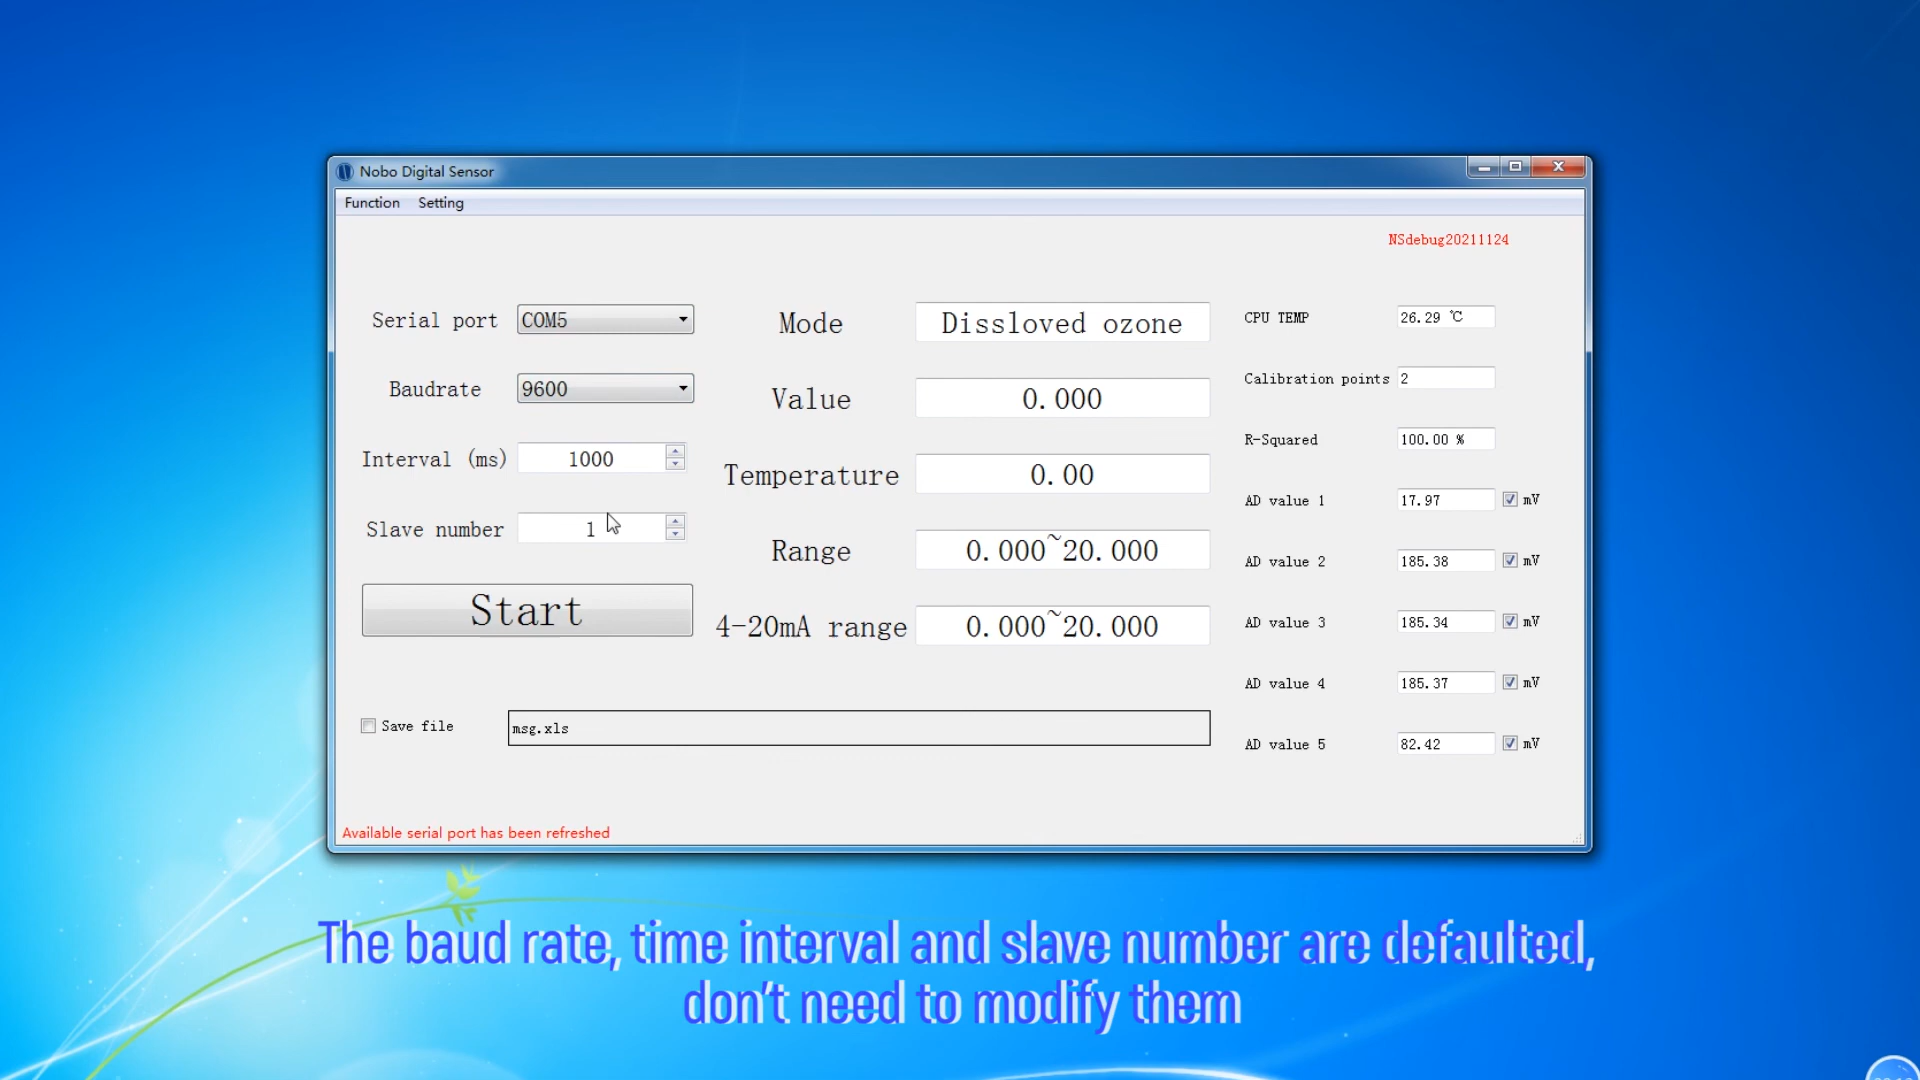 Nobo Digital Sensor
Function Setting
NSdebug20211124
Serial port COM5
Baudrate 9600
Interval (ms) 1000
Slave number 1
Start
Save file msg.xls
Mode Dissloved ozone
Value 0.000
Temperature 0.00
Range 0.000~20.000
4-20mA range 0.000~20.000
CPU TEMP 26.29 ℃
Calibration points 2
R-Squared 100.00 %
AD value 1 17.97 mV
AD value 2 185.38 mV
AD value 3 185.34 mV
AD value 4 185.37 mV
AD value 5 82.42 mV
Available serial port has been refreshed
The baud rate, time interval and slave number are defaulted,
don't need to modify them